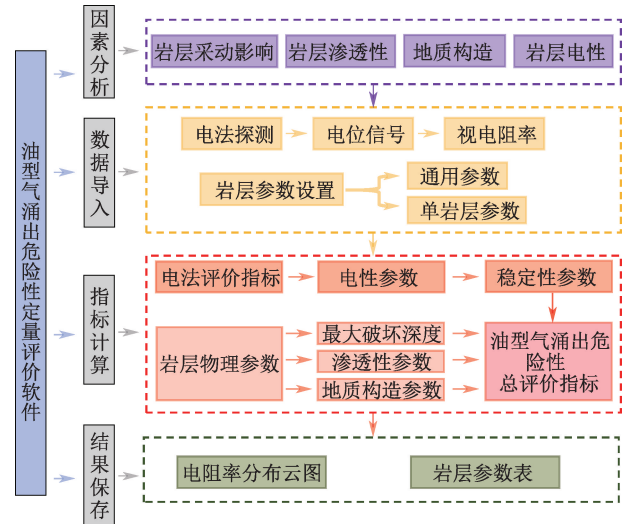 油型气涌出危险性定量评价软件
因素分析
岩层采动影响
岩层渗透性
地质构造
岩层电性
数据导入
电法探测
电位信号
视电阻率
岩层参数设置
通用参数
单岩层参数
指标计算
电法评价指标
电性参数
稳定性参数
岩层物理参数
最大破坏深度
渗透性参数
地质构造参数
油型气涌出危
险性
总评价指标
结果保存
电阻率分布云图
岩层参数表